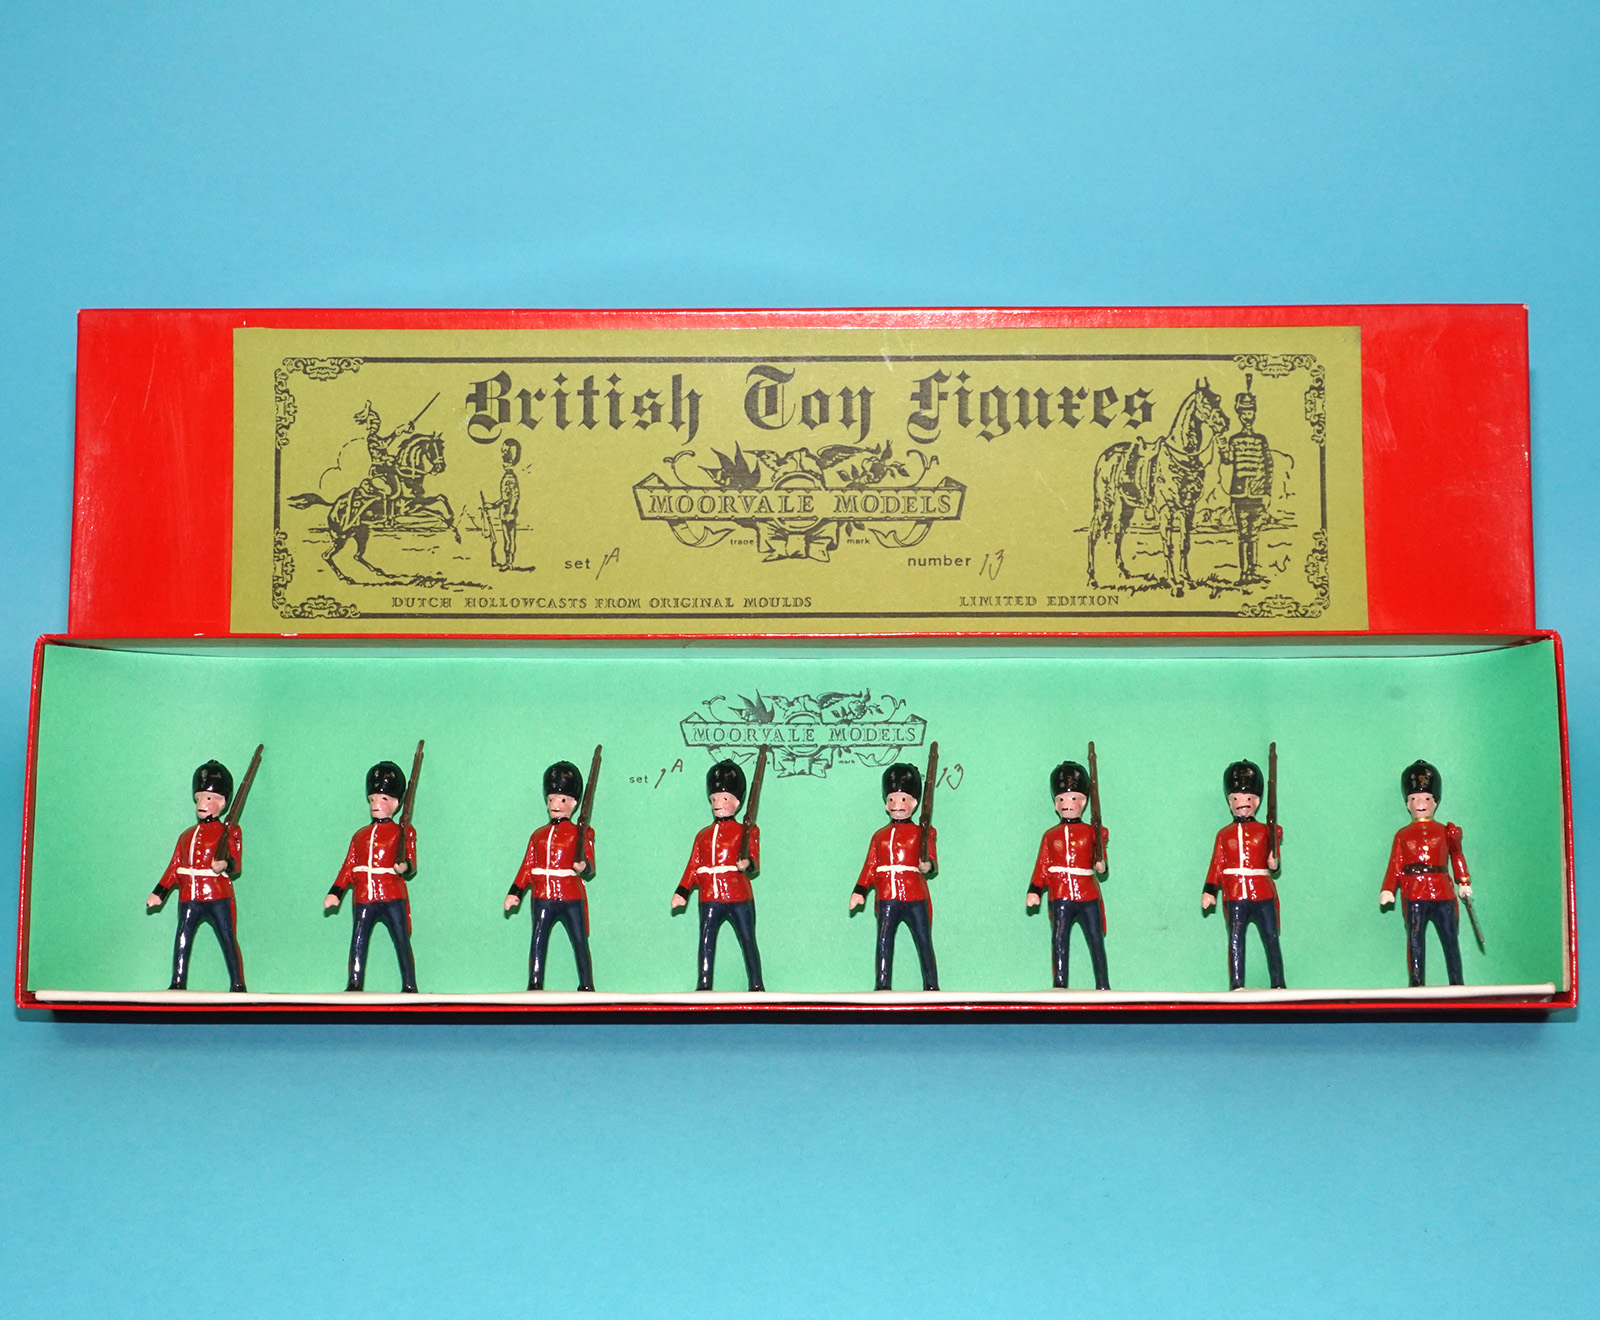 British Toy Figures
MOORVALE MODELS
trade mark
set 1A number 13
DUTCH HOLLOWCASTS FROM ORIGINAL MOULDS LIMITED EDITION
MOORVALE MODELS
mark
set 1A 13